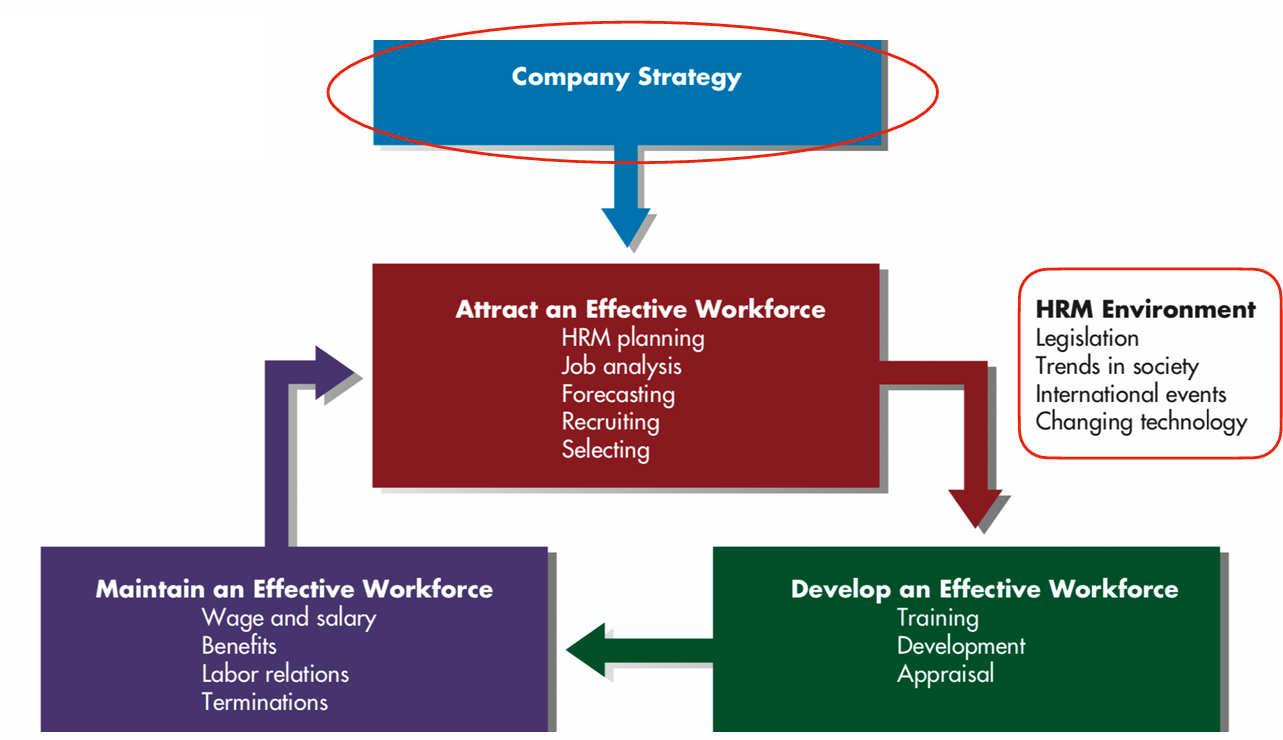 Company Strategy
Attract an Effective Workforce
HRM planning
Job analysis
Forecasting
Recruiting
Selecting
HRM Environment
Legislation
Trends in society
International events
Changing technology
Maintain an Effective Workforce
Wage and salary
Benefits
Labor relations
Terminations
Develop an Effective Workforce
Training
Development
Appraisal